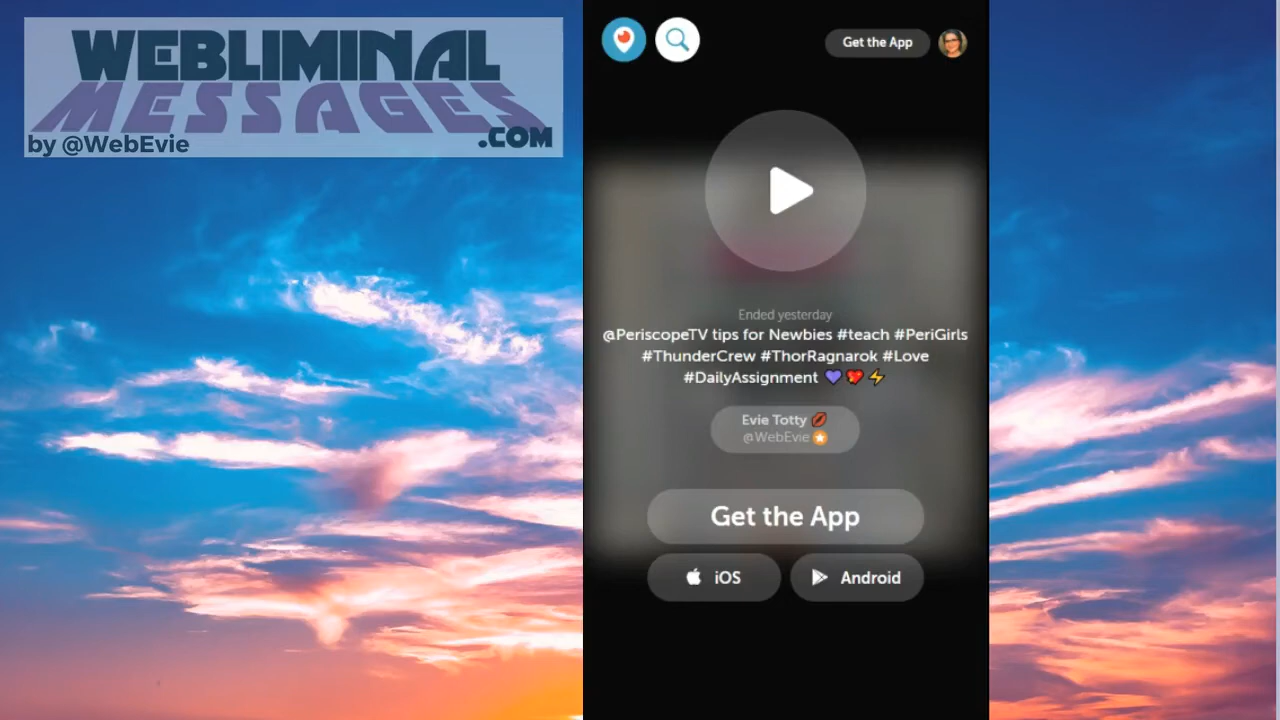 WEBLIMINAL
MESSAGES
.COM
by @WebEvie
Get the App
Ended yesterday
@PeriscopeTV tips for Newbies #teach #PeriGirls
#ThunderCrew #ThorRagnarok #Love
#DailyAssignment 💜💖⚡
Evie Totty 💋
@WebEvie
Get the App
iOS
Android